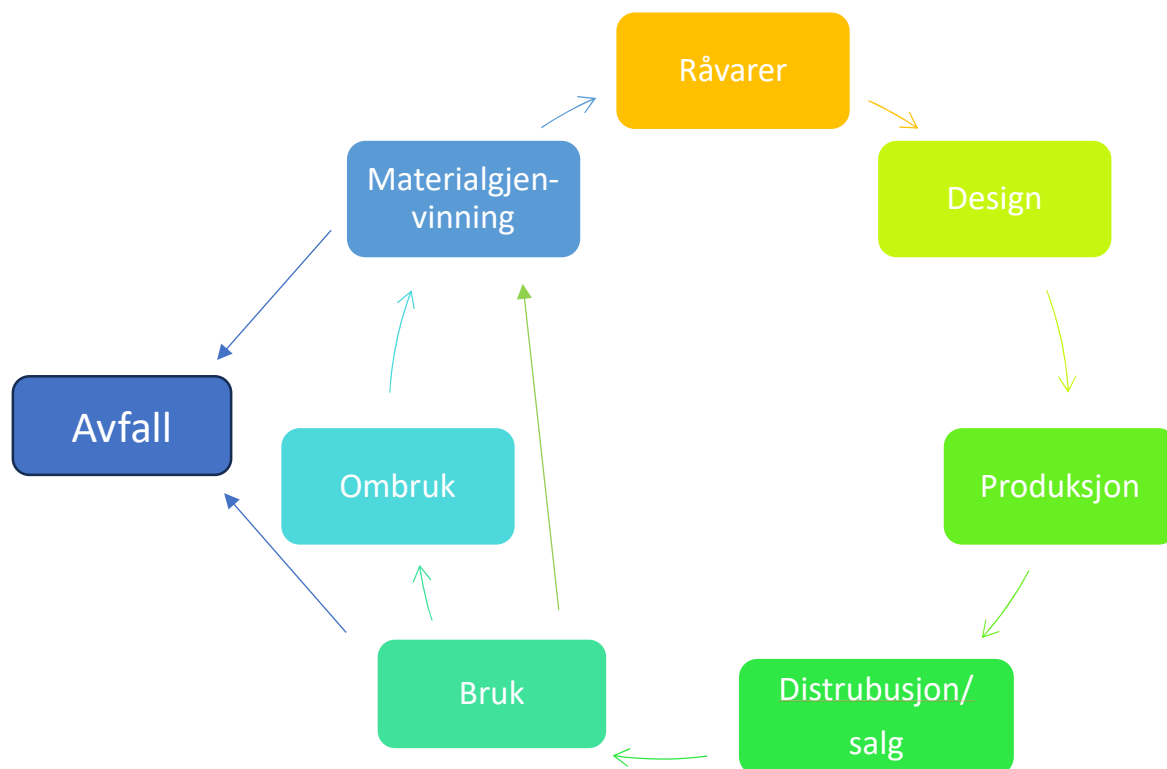 Råvarer
Design
Produksjon
Distrubusjon/
salg
Bruk
Ombruk
Materialgjen-
vinning
Avfall